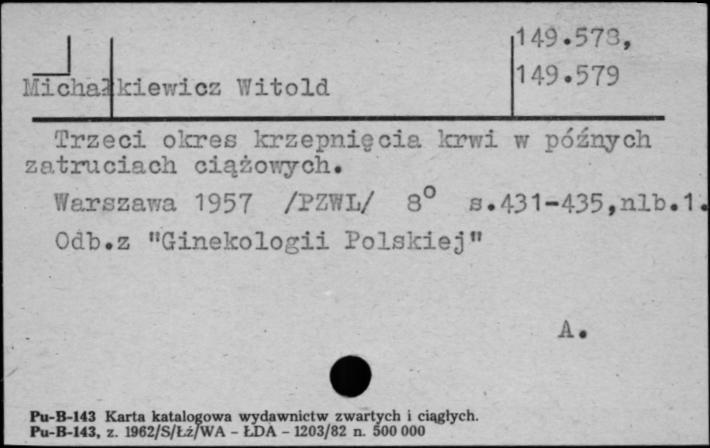 149.578,
Michałkiewicz Witold 149.579
Trzeci okres krzepnięcia krwi w późnych
zatruciach ciążowych.
Warszawa 1957 /PZWL/ 8° s.431-435,nlb.1.
Odb.z "Ginekologii Polskiej"
A.
Pu-B-143 Karta katalogowa wydawnictw zwartych i ciągłych.
Pu-B-143, z. 1962/S/Łż/WA - ŁDA - 1203/82 n. 500 000